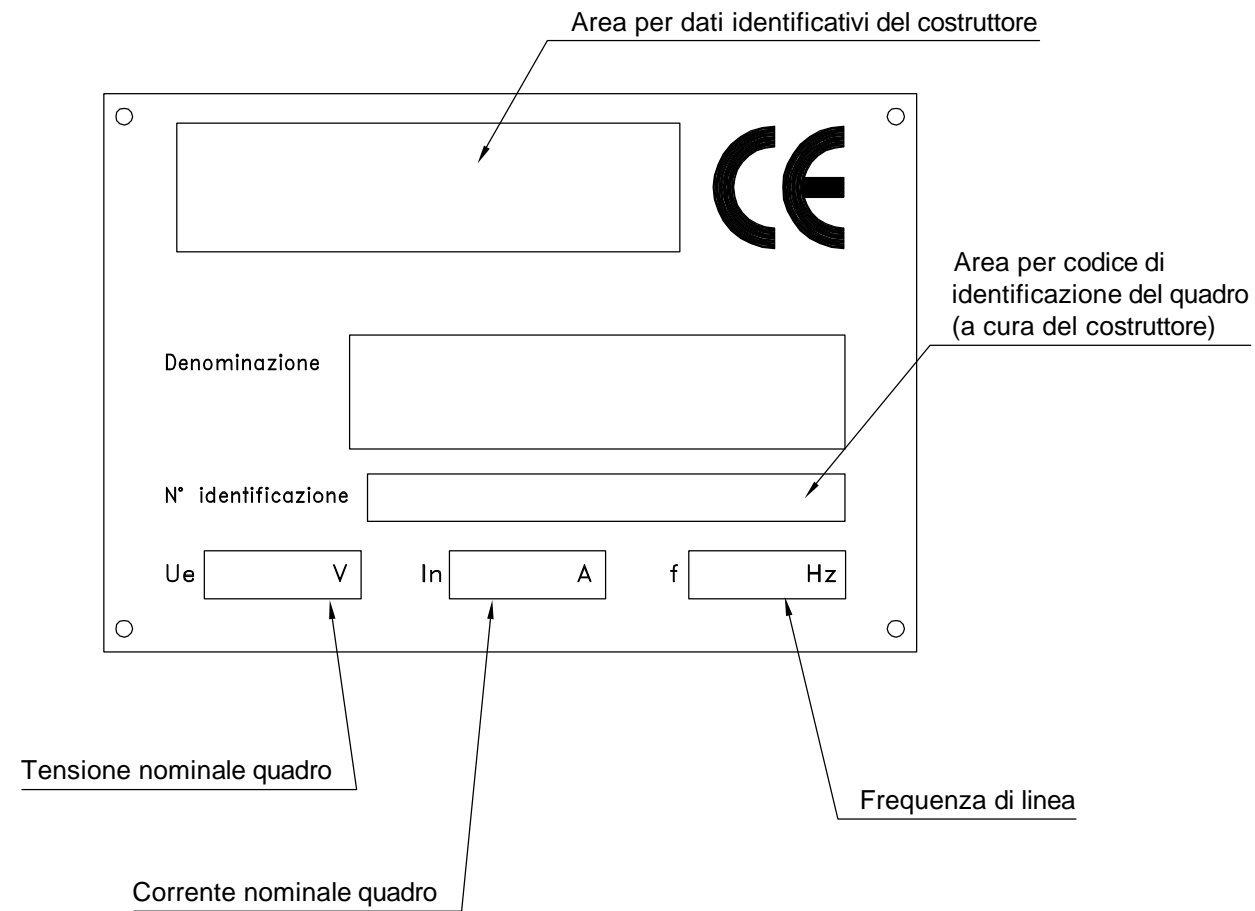 Area per dati identificativi del costruttore
CE
Area per codice di
identificazione del quadro
(a cura del costruttore)
Denominazione
N° identificazione
Ue V In A f Hz
Tensione nominale quadro
Frequenza di linea
Corrente nominale quadro